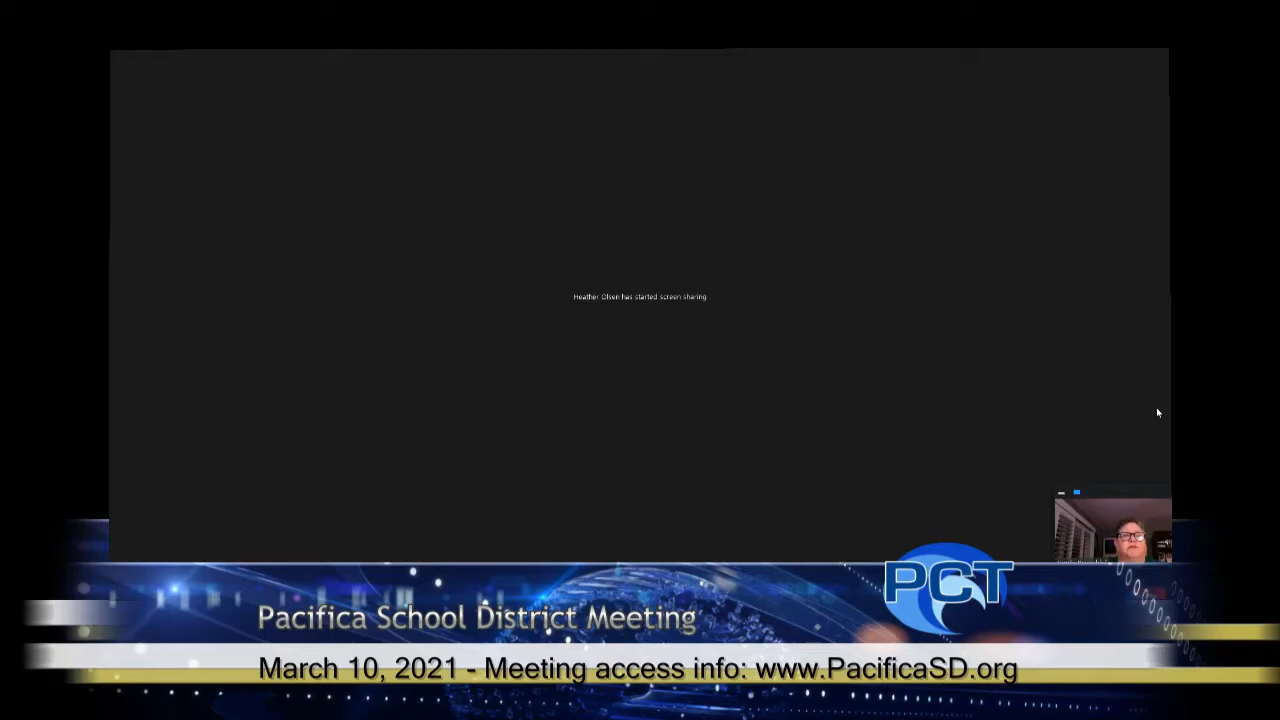 Heather Olsen has started screen sharing
PCT
Pacifica School District Meeting
March 10, 2021 - Meeting access info: www.PacificaSD.org